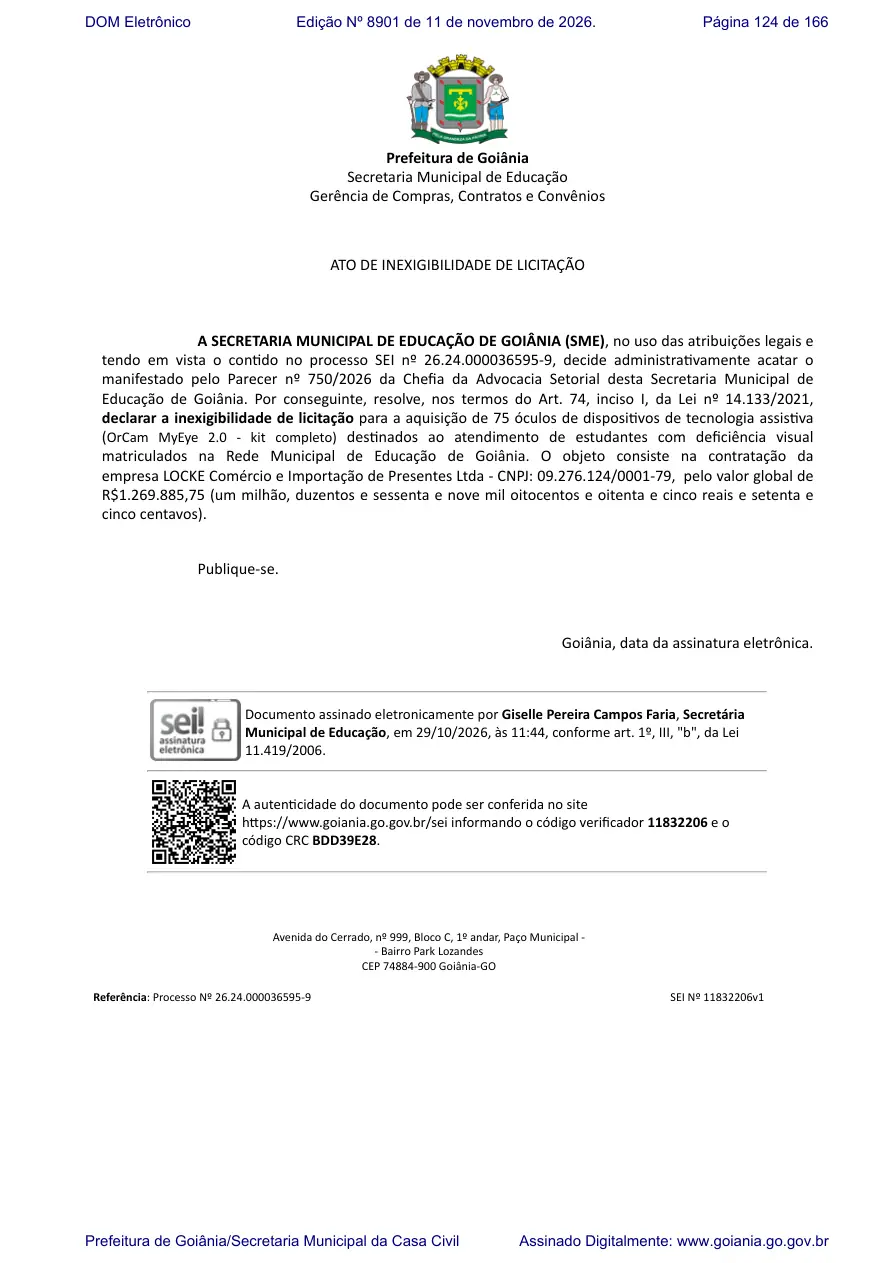 DOM Eletrônico Edição Nº 8901 de 11 de novembro de 2026. Página 124 de 166
PELA GRANDEZA DA PÁTRIA
Prefeitura de Goiânia
Secretaria Municipal de Educação
Gerência de Compras, Contratos e Convênios
ATO DE INEXIGIBILIDADE DE LICITAÇÃO
A SECRETARIA MUNICIPAL DE EDUCAÇÃO DE GOIÂNIA (SME), no uso das atribuições legais e
tendo em vista o contido no processo SEI nº 26.24.000036595-9, decide administrativamente acatar o
manifestado pelo Parecer nº 750/2026 da Chefia da Advocacia Setorial desta Secretaria Municipal de
Educação de Goiânia. Por conseguinte, resolve, nos termos do Art. 74, inciso I, da Lei nº 14.133/2021,
declarar a inexigibilidade de licitação para a aquisição de 75 óculos de dispositivos de tecnologia assistiva
(OrCam MyEye 2.0 - kit completo) destinados ao atendimento de estudantes com deficiência visual
matriculados na Rede Municipal de Educação de Goiânia. O objeto consiste na contratação da
empresa LOCKE Comércio e Importação de Presentes Ltda - CNPJ: 09.276.124/0001-79, pelo valor global de
R$1.269.885,75 (um milhão, duzentos e sessenta e nove mil oitocentos e oitenta e cinco reais e setenta e
cinco centavos).
Publique-se.
Goiânia, data da assinatura eletrônica.
sei!
assinatura
eletrônica
Documento assinado eletronicamente por Giselle Pereira Campos Faria, Secretária
Municipal de Educação, em 29/10/2026, às 11:44, conforme art. 1º, III, "b", da Lei
11.419/2006.
A autenticidade do documento pode ser conferida no site
https://www.goiania.go.gov.br/sei informando o código verificador 11832206 e o
código CRC BDD39E28.
Avenida do Cerrado, nº 999, Bloco C, 1º andar, Paço Municipal -
- Bairro Park Lozandes
CEP 74884-900 Goiânia-GO
Referência: Processo Nº 26.24.000036595-9 SEI Nº 11832206v1
Prefeitura de Goiânia/Secretaria Municipal da Casa Civil Assinado Digitalmente: www.goiania.go.gov.br